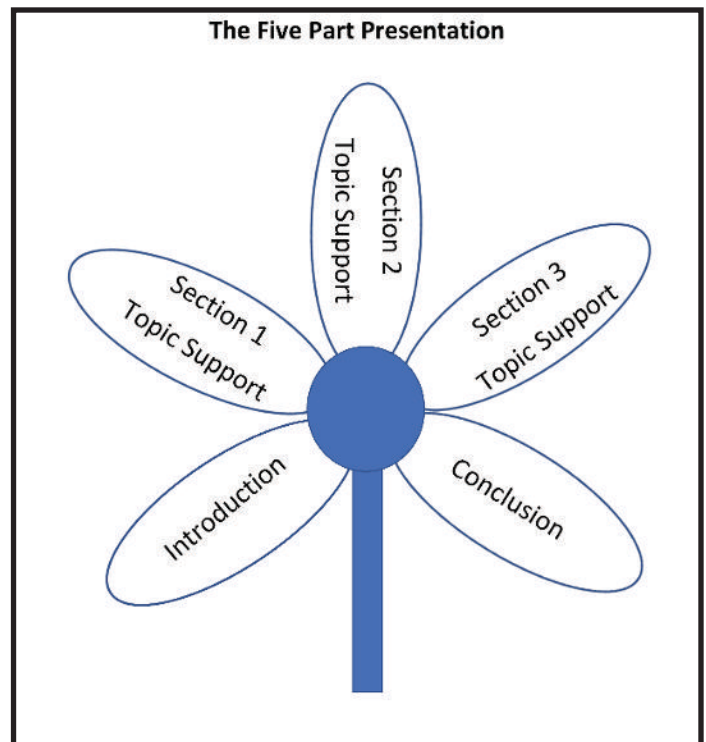 The Five Part Presentation
Introduction
Section 1
Topic Support
Section 2
Topic Support
Section 3
Topic Support
Conclusion